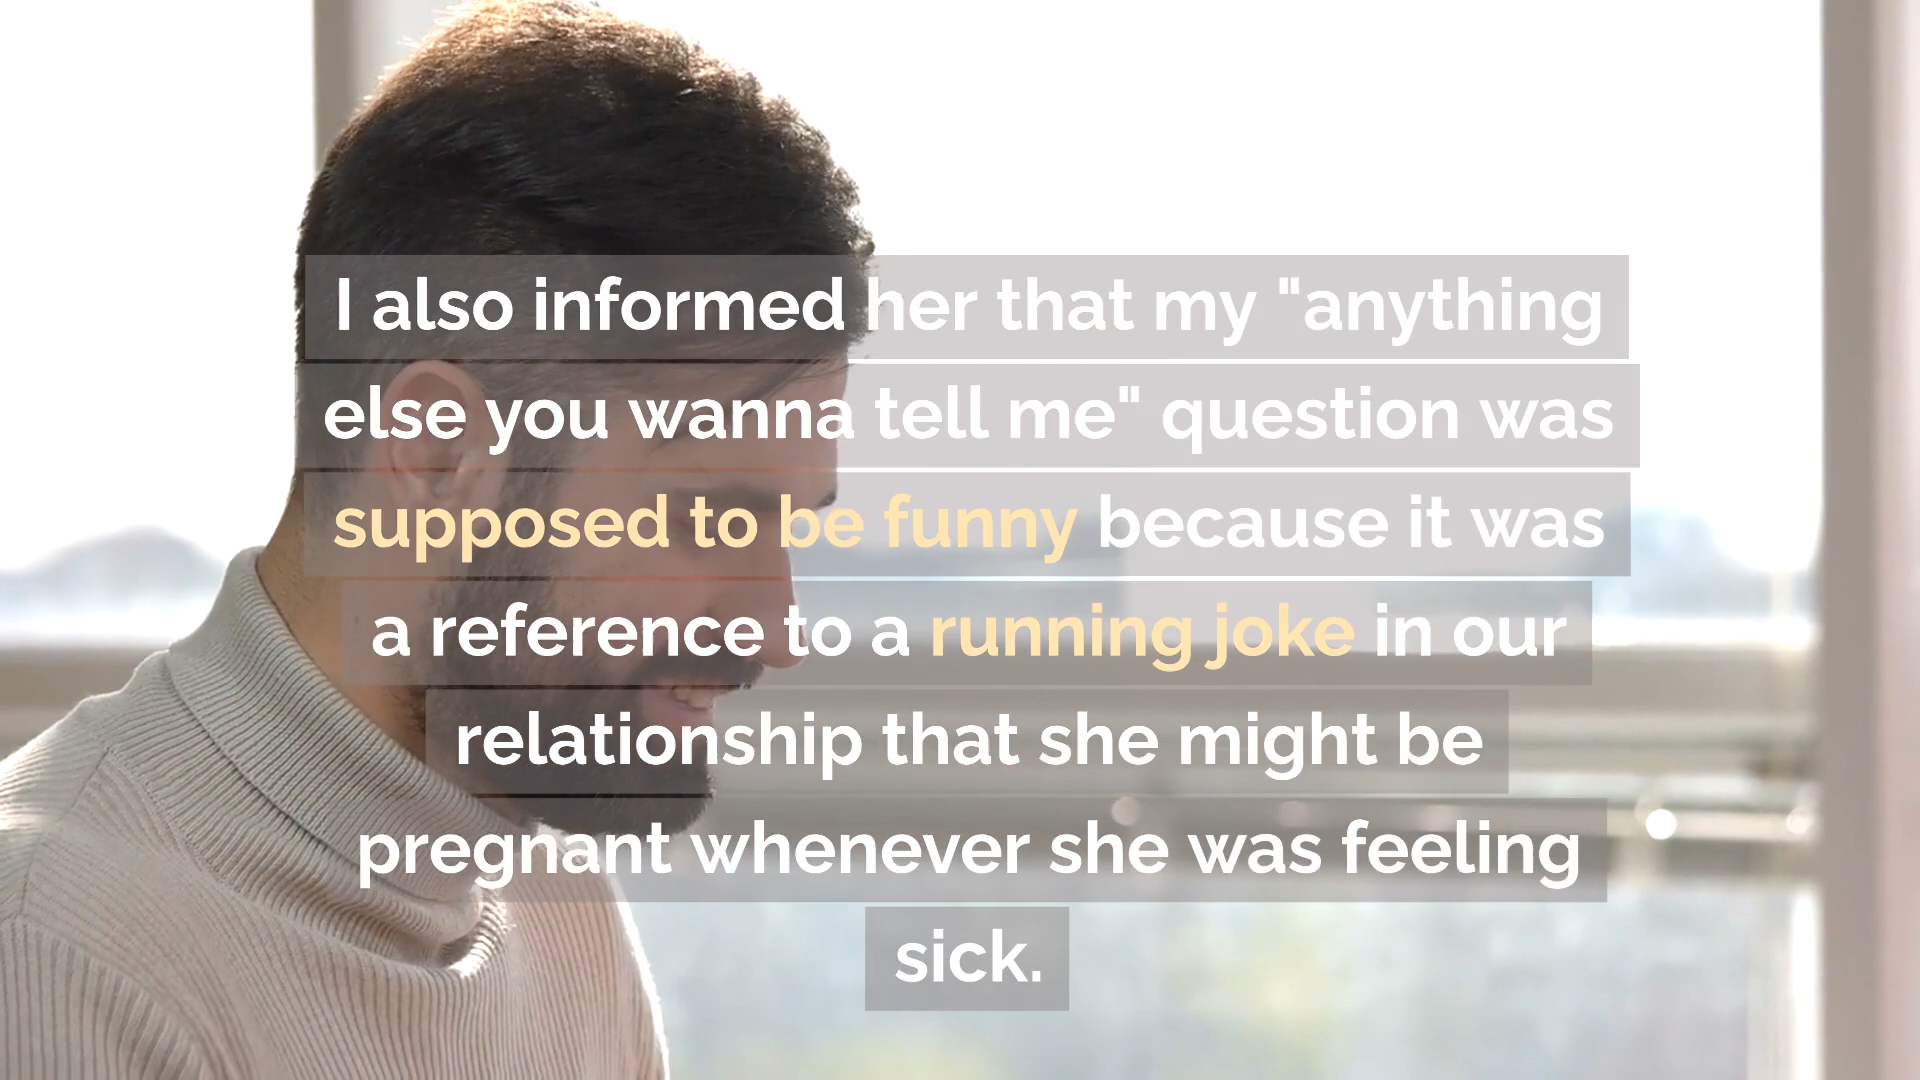 I also informed her that my "anything
else you wanna tell me" question was
supposed to be funny because it was
a reference to a running joke in our
relationship that she might be
pregnant whenever she was feeling
sick.